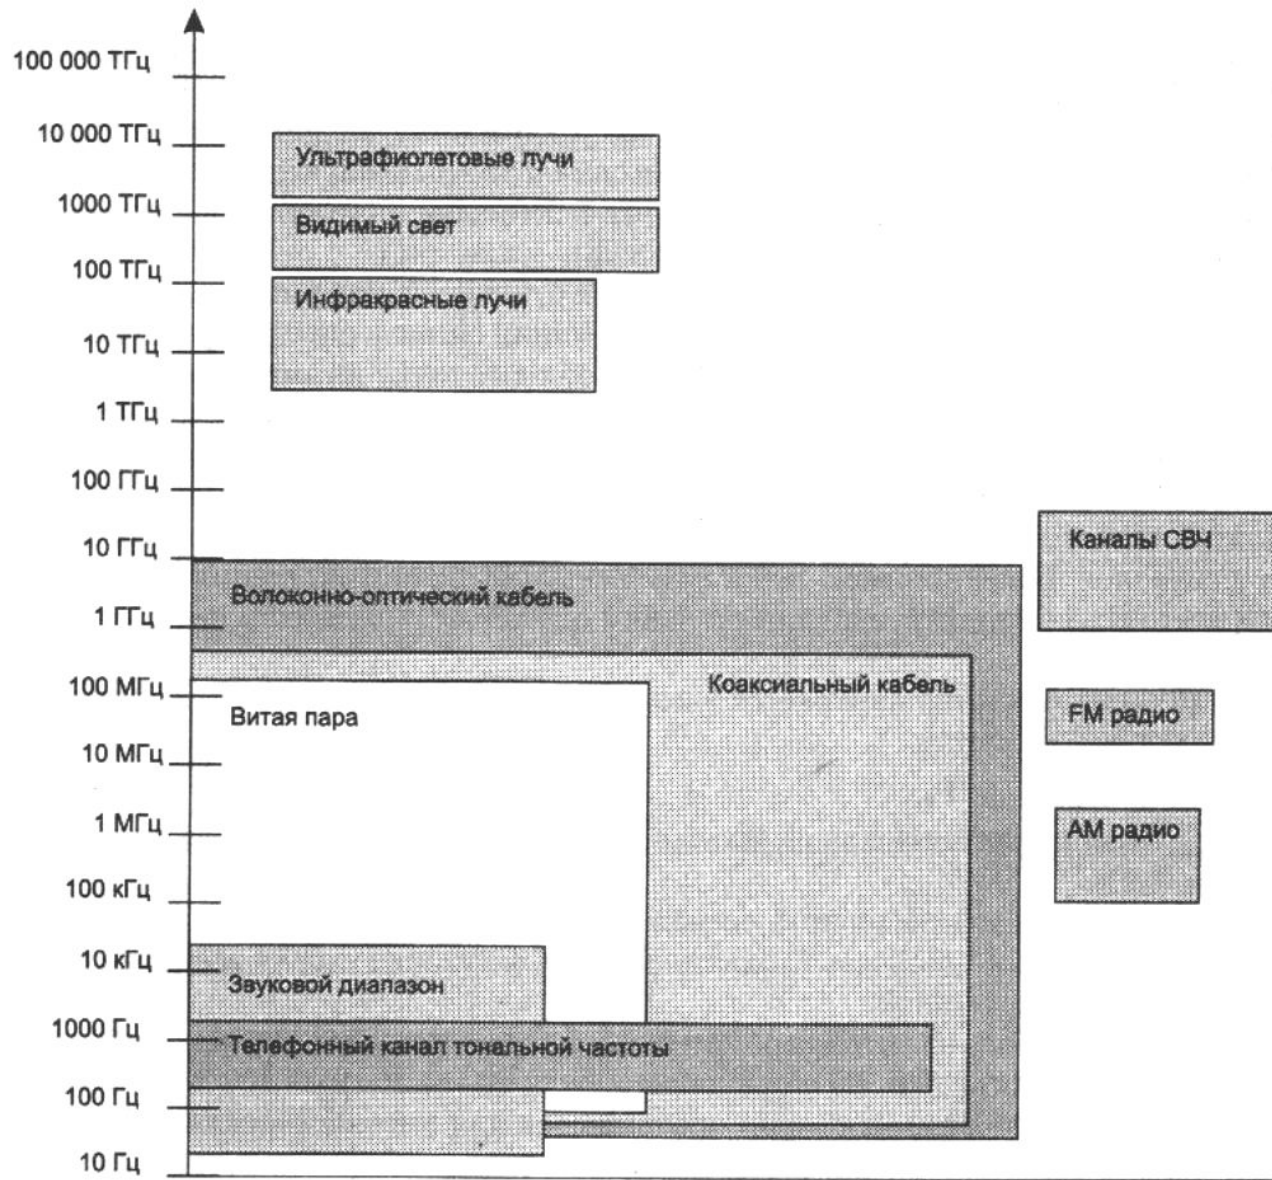 100 000 ТГц
10 000 ТГц
Ультрафиолетовые лучи
1000 ТГц
Видимый свет
100 ТГц
Инфракрасные лучи
10 ТГц
1 ТГц
100 ГГц
Каналы СВЧ
10 ГГц
Волоконно-оптический кабель
1 ГГц
Коаксиальный кабель
100 МГц
Витая пара
FM радио
10 МГц
1 МГц
АМ радио
100 кГц
10 кГц
Звуковой диапазон
1000 Гц
Телефонный канал тональной частоты
100 Гц
10 Гц